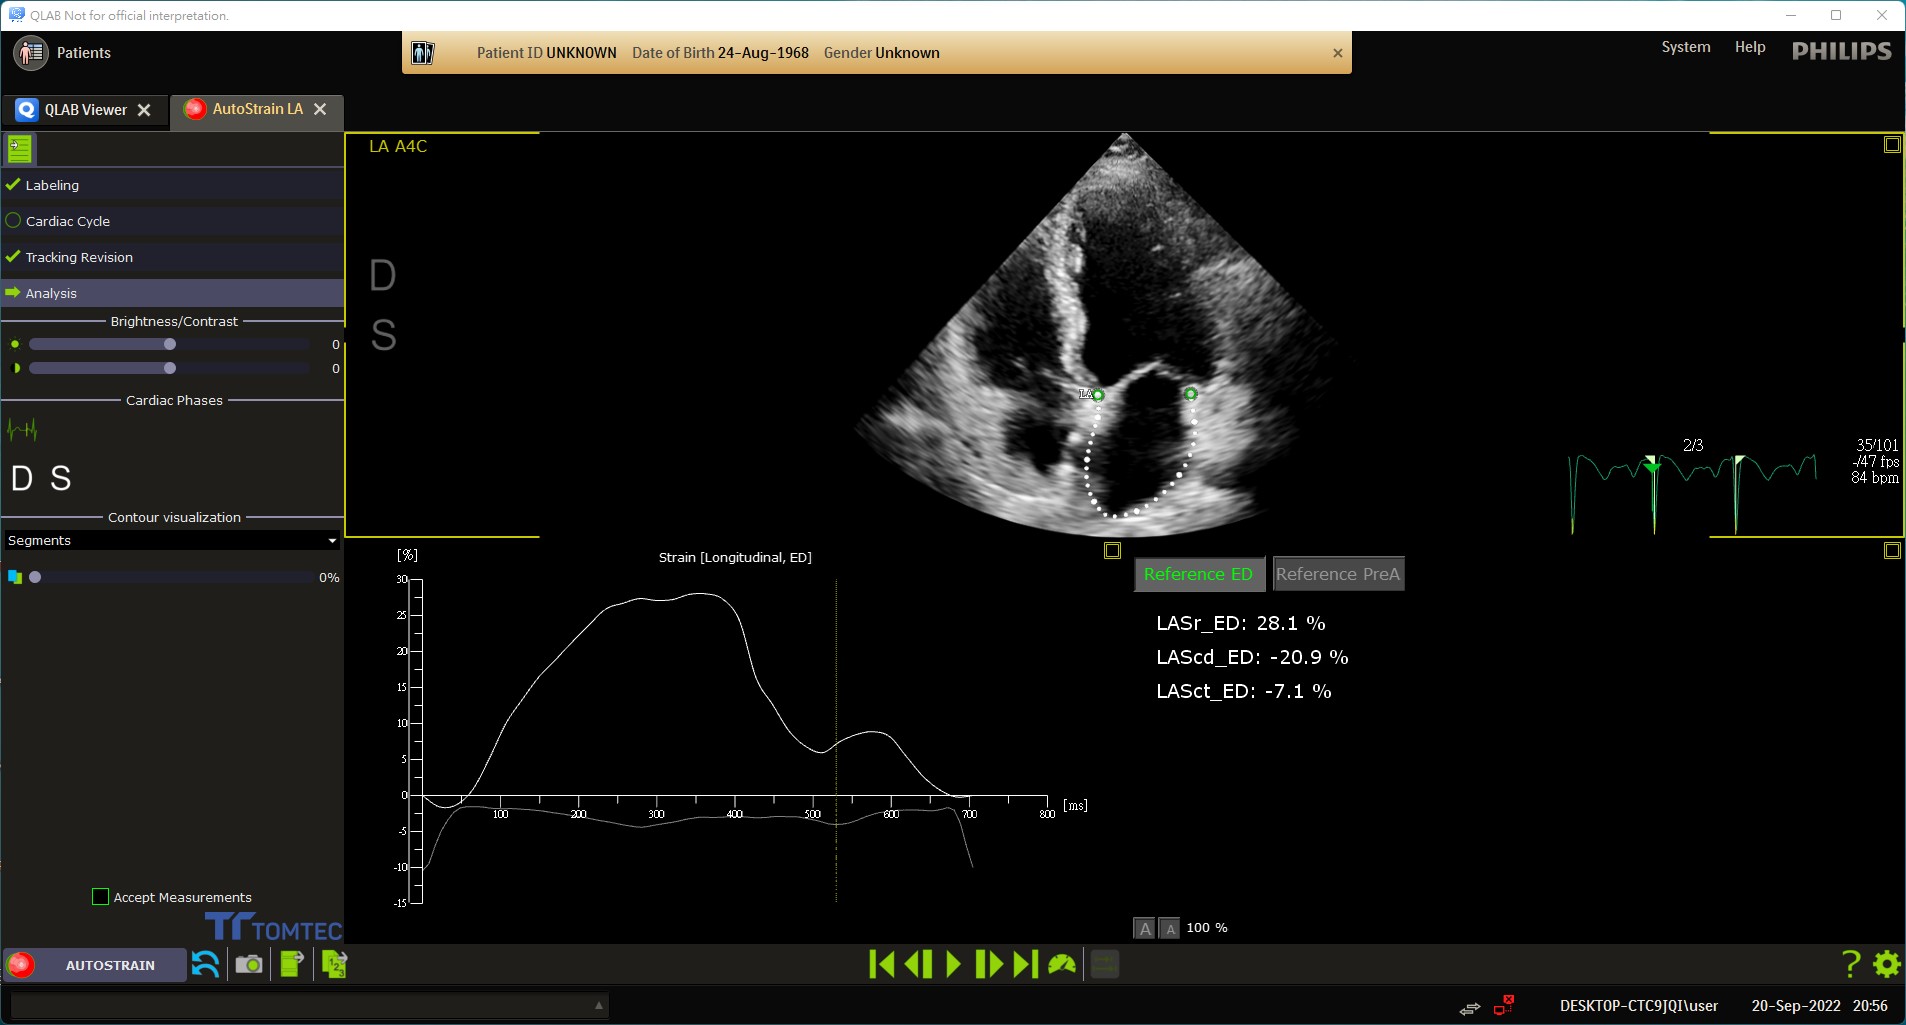 QLAB Not for official interpretation.
Patients
Patient ID UNKNOWN Date of Birth 24-Aug-1968 Gender Unknown
System Help PHILIPS
QLAB Viewer
AutoStrain LA
Labeling
Cardiac Cycle
Tracking Revision
Analysis
Brightness/Contrast
0
0
Cardiac Phases
D S
Contour visualization
Segments
0%
Accept Measurements
TOMTEC
AUTOSTRAIN
LA A4C
D
S
LA
2/3
35/101
-/47 fps
84 bpm
[%]
Strain [Longitudinal, ED]
30
25
20
15
10
5
0
-5
-10
-15
100 200 300 400 500 600 700 800
[ms]
Reference ED Reference PreA
LASr_ED: 28.1 %
LAScd_ED: -20.9 %
LASct_ED: -7.1 %
A A 100 %
1 2 3
?
DESKTOP-CTC9JQI\user 20-Sep-2022 20:56